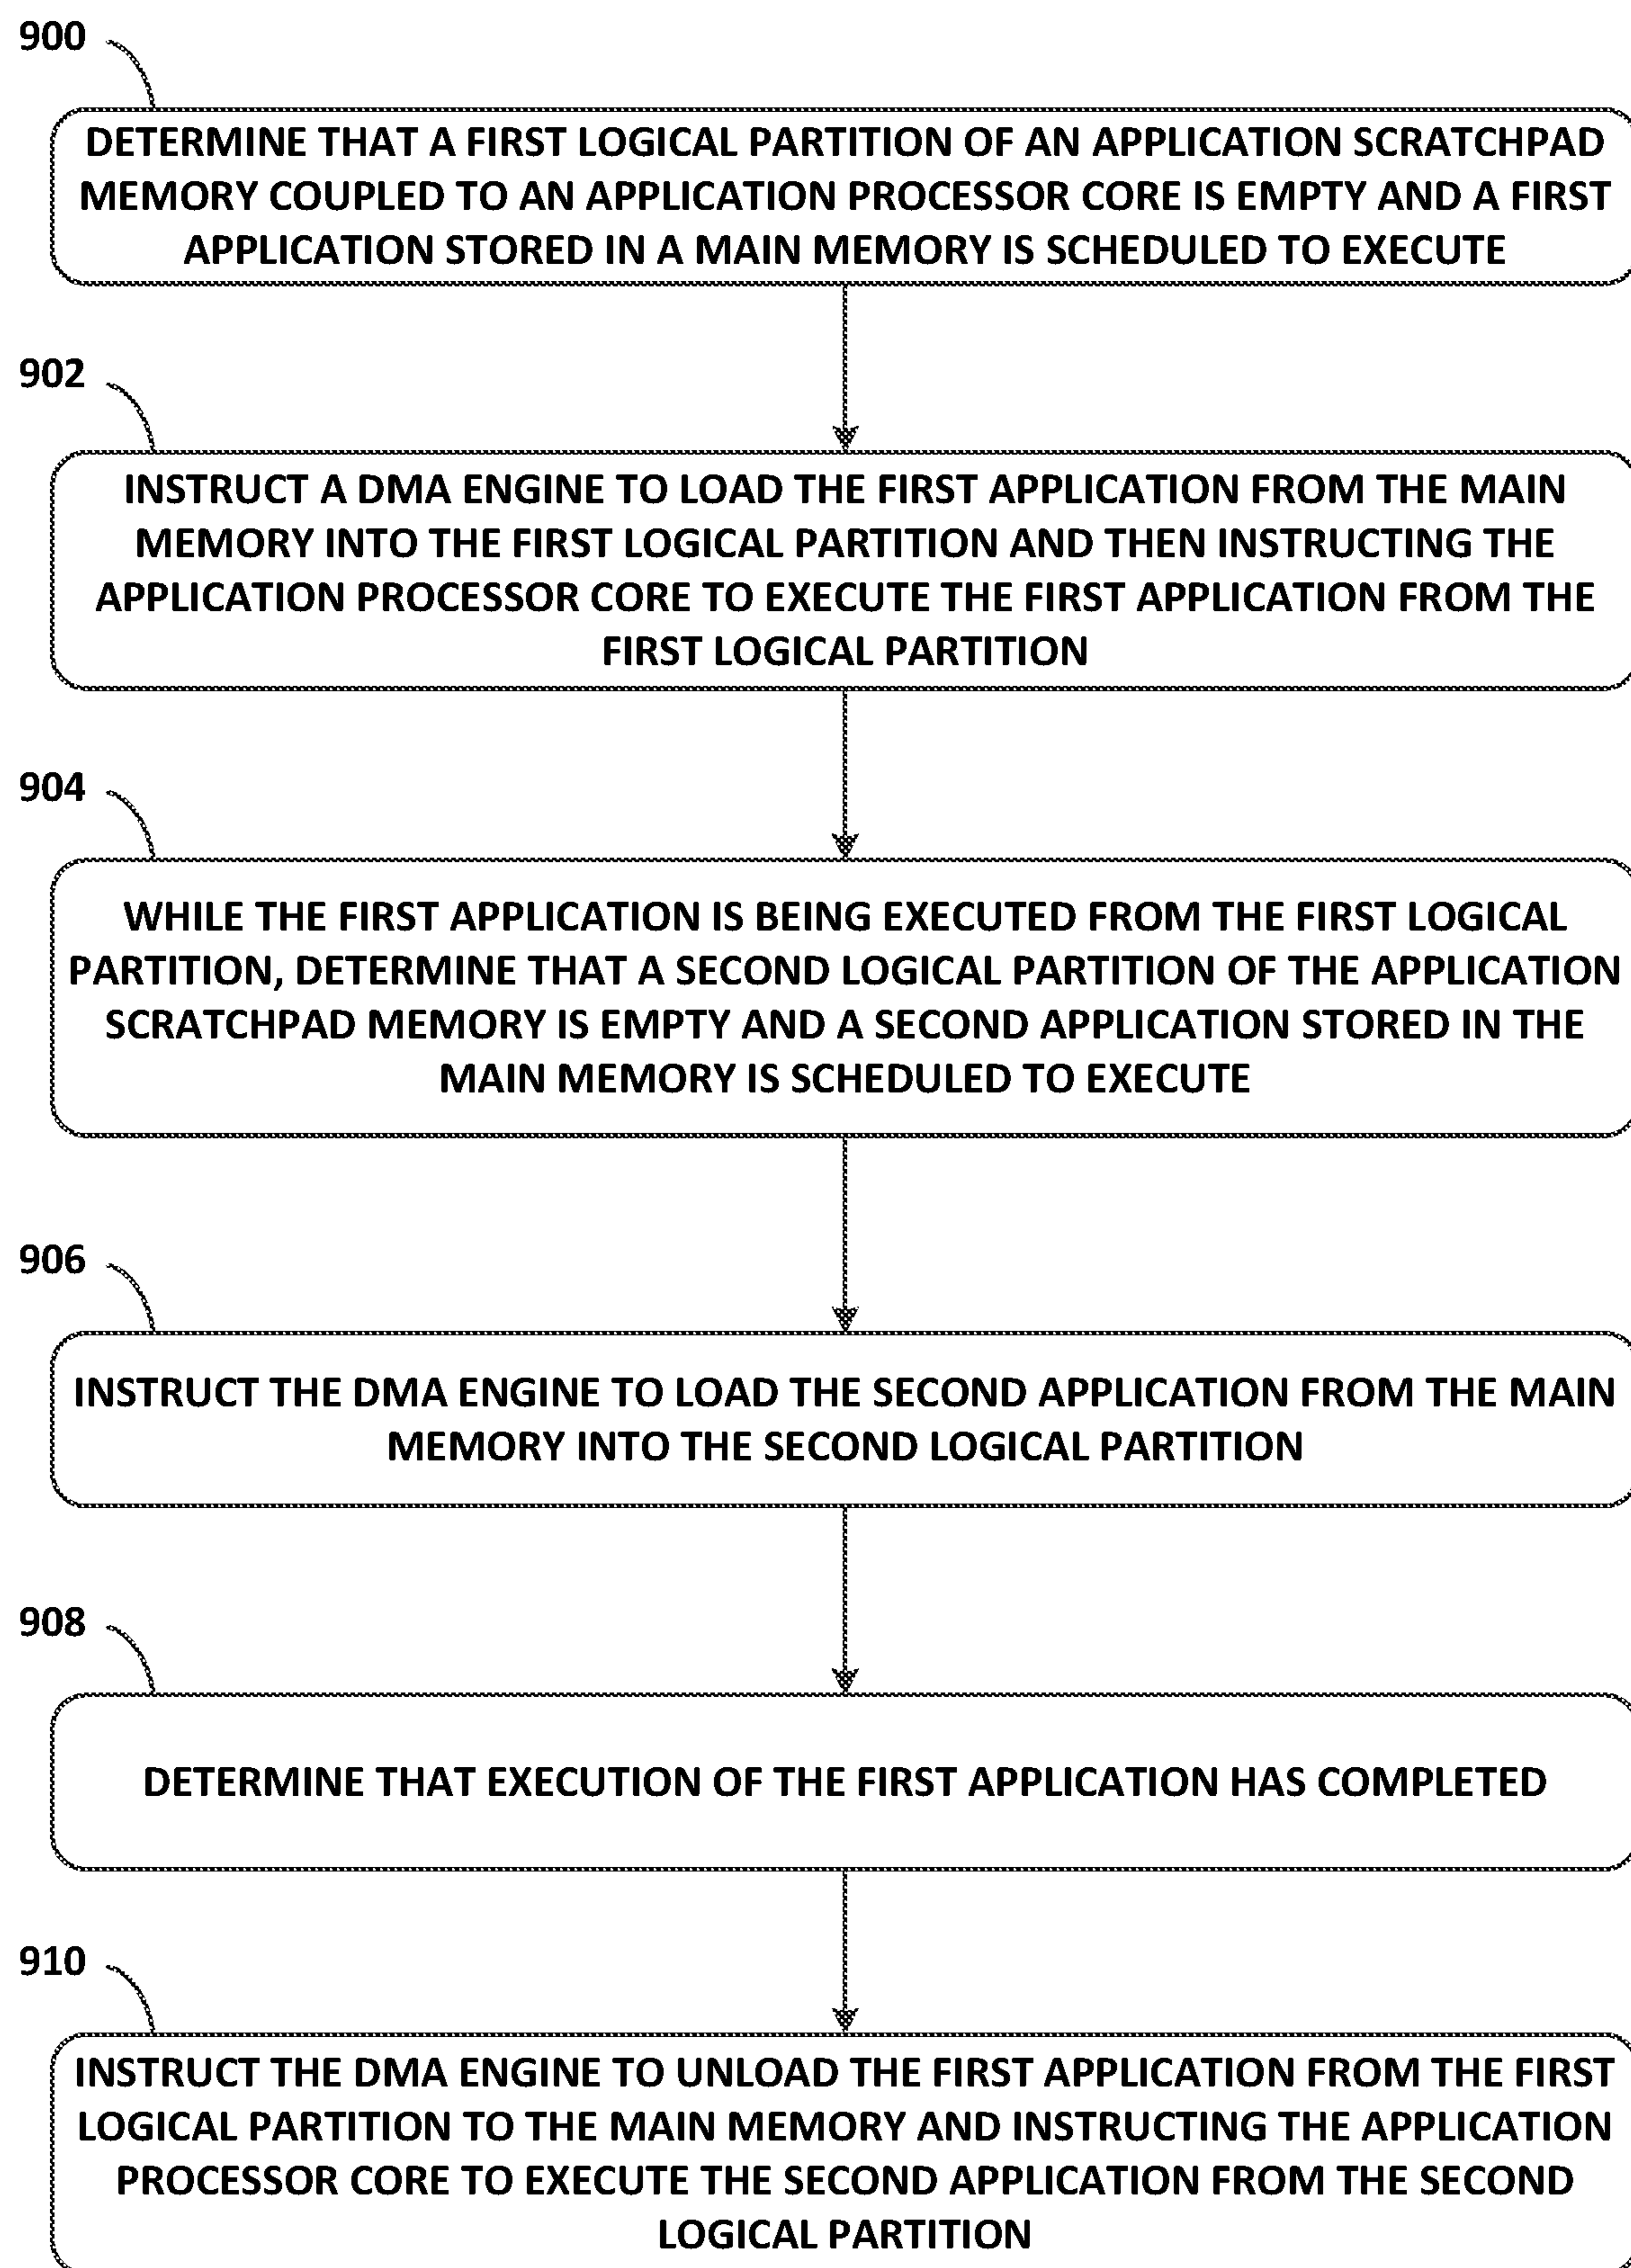 900
DETERMINE THAT A FIRST LOGICAL PARTITION OF AN APPLICATION SCRATCHPAD
MEMORY COUPLED TO AN APPLICATION PROCESSOR CORE IS EMPTY AND A FIRST
APPLICATION STORED IN A MAIN MEMORY IS SCHEDULED TO EXECUTE
902
INSTRUCT A DMA ENGINE TO LOAD THE FIRST APPLICATION FROM THE MAIN
MEMORY INTO THE FIRST LOGICAL PARTITION AND THEN INSTRUCTING THE
APPLICATION PROCESSOR CORE TO EXECUTE THE FIRST APPLICATION FROM THE
FIRST LOGICAL PARTITION
904
WHILE THE FIRST APPLICATION IS BEING EXECUTED FROM THE FIRST LOGICAL
PARTITION, DETERMINE THAT A SECOND LOGICAL PARTITION OF THE APPLICATION
SCRATCHPAD MEMORY IS EMPTY AND A SECOND APPLICATION STORED IN THE
MAIN MEMORY IS SCHEDULED TO EXECUTE
906
INSTRUCT THE DMA ENGINE TO LOAD THE SECOND APPLICATION FROM THE MAIN
MEMORY INTO THE SECOND LOGICAL PARTITION
908
DETERMINE THAT EXECUTION OF THE FIRST APPLICATION HAS COMPLETED
910
INSTRUCT THE DMA ENGINE TO UNLOAD THE FIRST APPLICATION FROM THE FIRST
LOGICAL PARTITION TO THE MAIN MEMORY AND INSTRUCTING THE APPLICATION
PROCESSOR CORE TO EXECUTE THE SECOND APPLICATION FROM THE SECOND
LOGICAL PARTITION